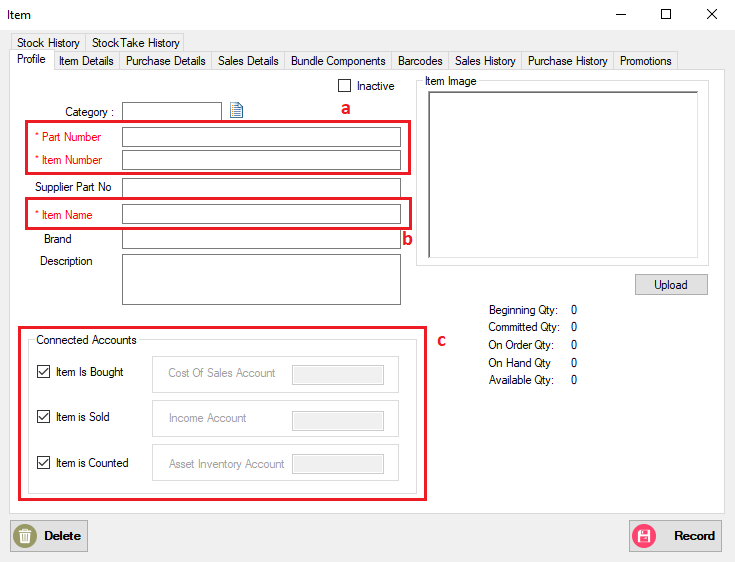 Item
Stock History StockTake History
Profile Item Details Purchase Details Sales Details Bundle Components Barcodes Sales History Purchase History Promotions
Inactive
Item Image
Category :
a
* Part Number
* Item Number
Supplier Part No
* Item Name
Brand
b
Description
Upload
Beginning Qty: 0
Committed Qty: 0
On Order Qty: 0
On Hand Qty 0
Available Qty: 0
c
Connected Accounts
Item Is Bought Cost Of Sales Account
Item is Sold Income Account
Item is Counted Asset Inventory Account
Delete
Record